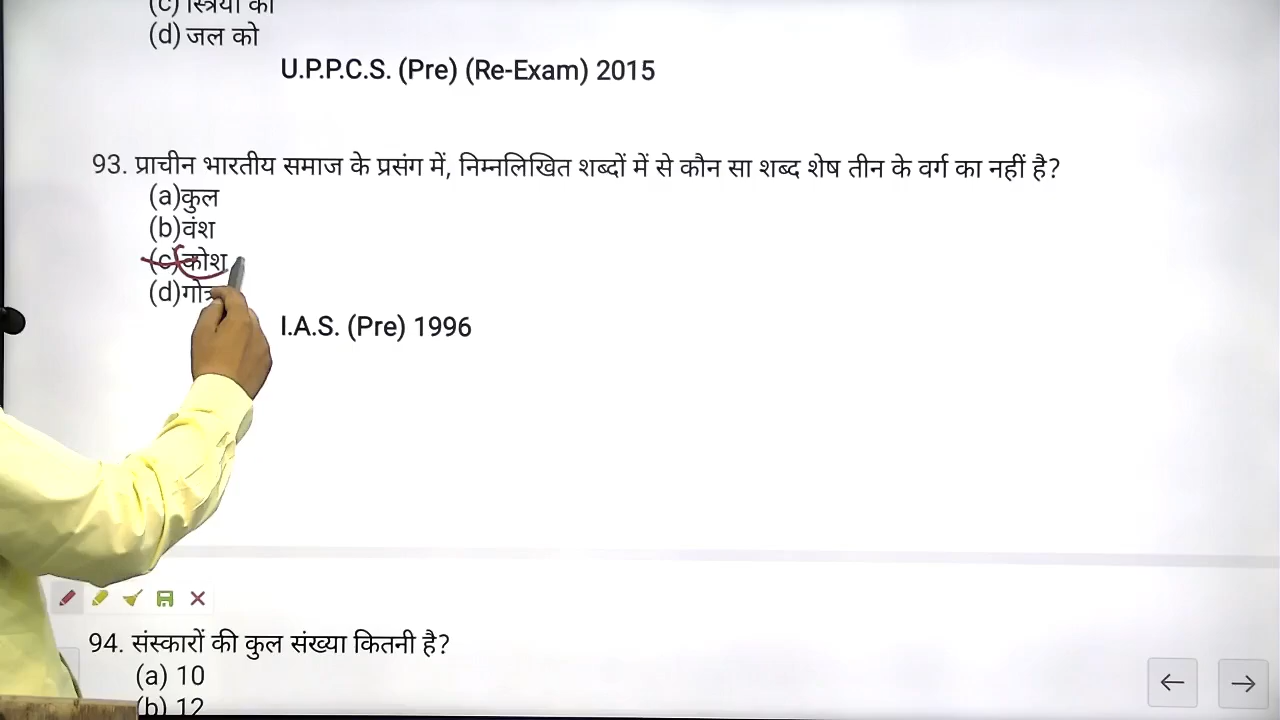 (c) स्त्रियों को
(d) जल को
U.P.P.C.S. (Pre) (Re-Exam) 2015
93. प्राचीन भारतीय समाज के प्रसंग में, निम्नलिखित शब्दों में से कौन सा शब्द शेष तीन के वर्ग का नहीं है?
(a)कुल
(b)वंश
(c)कोश
(d)गोत्र
I.A.S. (Pre) 1996
94. संस्कारों की कुल संख्या कितनी है?
(a) 10
(b) 12